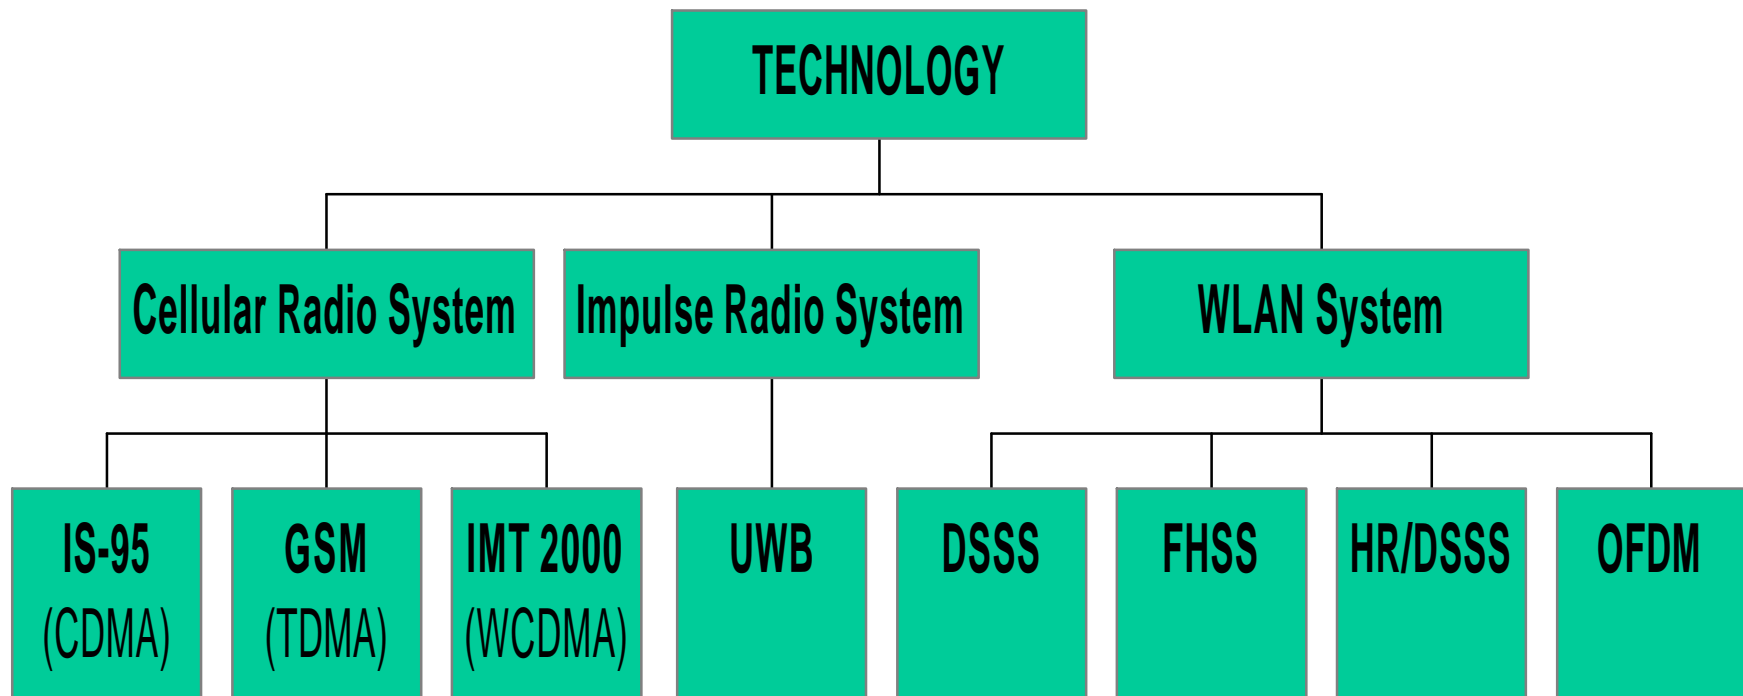 TECHNOLOGY
Cellular Radio System
Impulse Radio System
WLAN System
IS-95
(CDMA)
GSM
(TDMA)
IMT 2000
(WCDMA)
UWB
DSSS
FHSS
HR/DSSS
OFDM